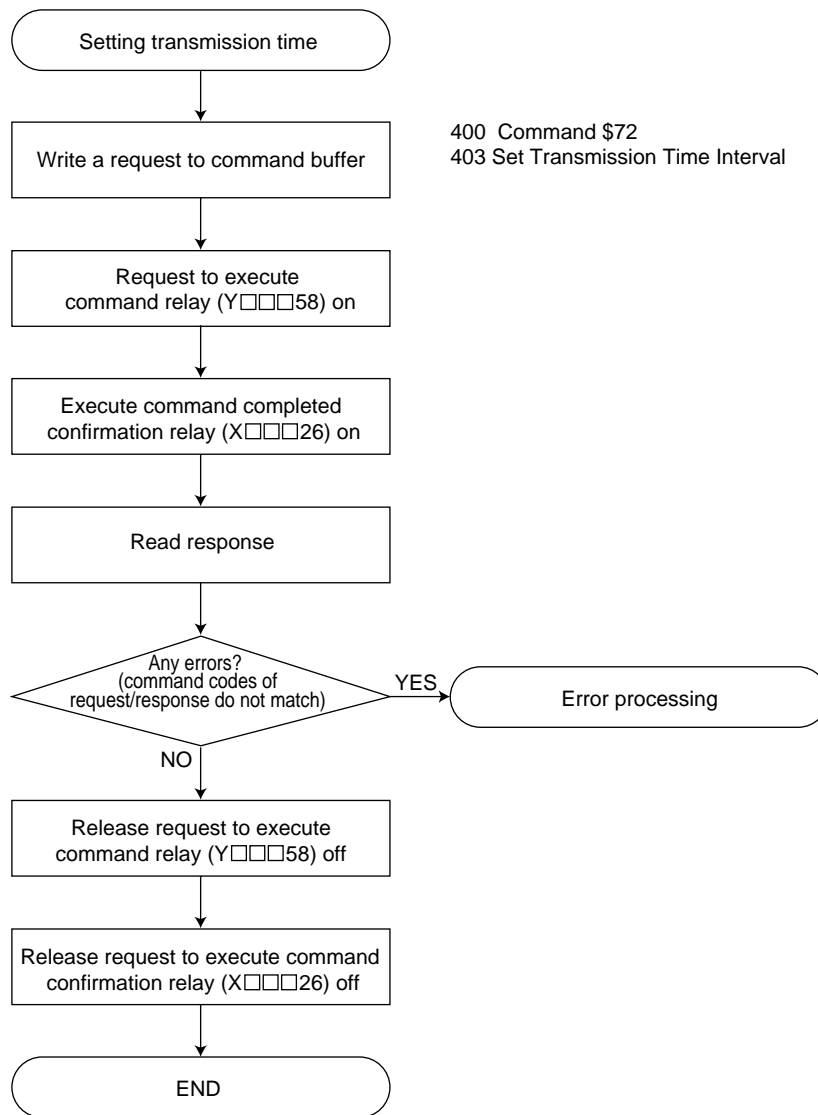 Setting transmission time
Write a request to command buffer
400  Command $72
403 Set Transmission Time Interval
Request to execute
command relay (Y□□□58) on
Execute command completed
confirmation relay (X□□□26) on
Read response
Any errors?
(command codes of
request/response do not match)
YES
Error processing
NO
Release request to execute
command relay (Y□□□58) off
Release request to execute command
confirmation relay (X□□□26) off
END